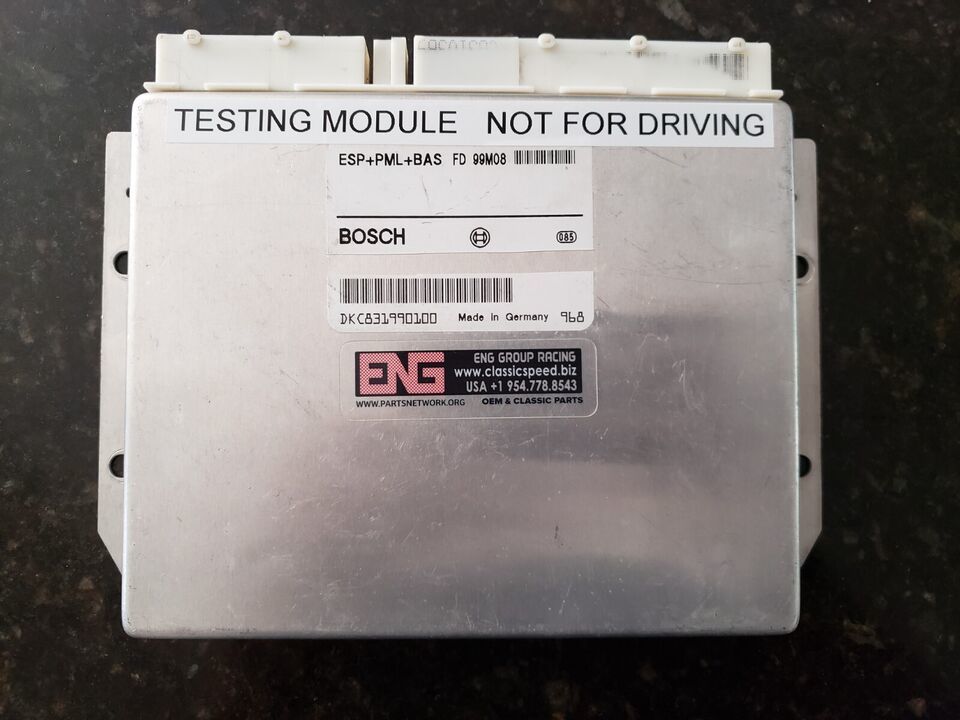 TESTING MODULE NOT FOR DRIVING
ESP+PML+BAS FD 99M08
BOSCH 085
DKC831990100 Made in Germany 968
ENG
ENG GROUP RACING
www.classicspeed.biz
USA +1 954.778.8543
WWW.PARTSNETWORK.ORG OEM & CLASSIC PARTS